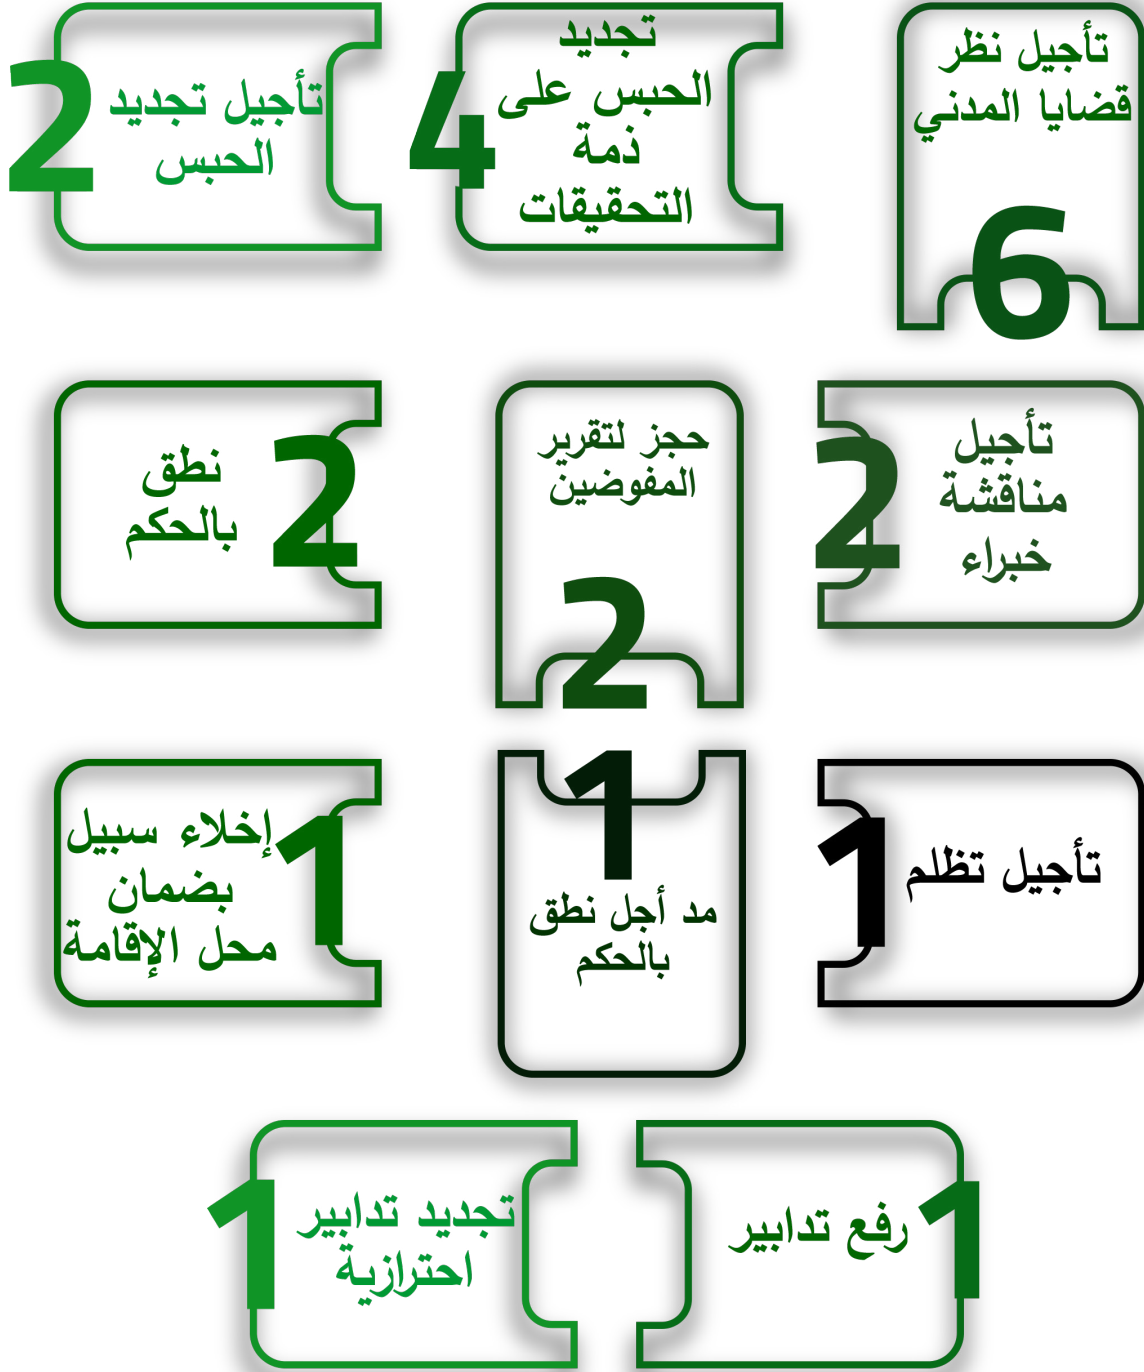 تأجيل نظر
قضايا المدني
6
تجديد
الحبس على
ذمة
التحقيقات
4
تأجيل تجديد
الحبس
2
تأجيل
مناقشة
خبراء
2
حجز لتقرير
المفوضين
2
نطق
بالحكم
2
تأجيل تظلم
1
1
مد أجل نطق
بالحكم
إخلاء سبيل
بضمان
محل الإقامة
1
رفع تدابير
1
تجديد تدابير
احترازية
1